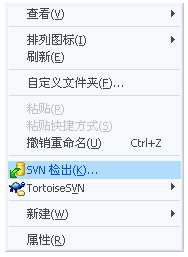 查看(V)
排列图标(I)
刷新(E)
自定义文件夹(F)...
粘贴(P)
粘贴快捷方式(S)
撤销重命名(U) Ctrl+Z
SVN 检出(K)...
TortoiseSVN
新建(W)
属性(R)